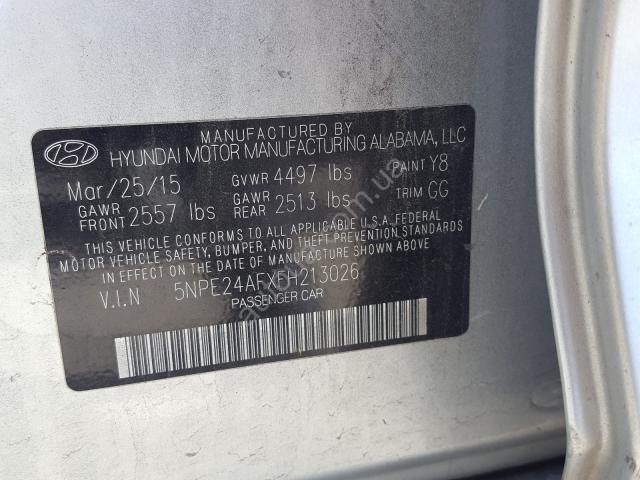 MANUFACTURED BY
HYUNDAI MOTOR MANUFACTURING ALABAMA, LLC
Mar/25/15 GVWR 4497 lbs PAINT Y8
GAWR FRONT 2557 lbs GAWR REAR 2513 lbs TRIM GG
THIS VEHICLE CONFORMS TO ALL APPLICABLE U.S.A.FEDERAL
MOTOR VEHICLE SAFETY, BUMPER, AND THEFT PREVENTION STANDARDS
IN EFFECT ON THE DATE OF MANUFACTURE SHOWN ABOVE
V.I.N 5NPE24AFX5H213026
PASSENGER CAR